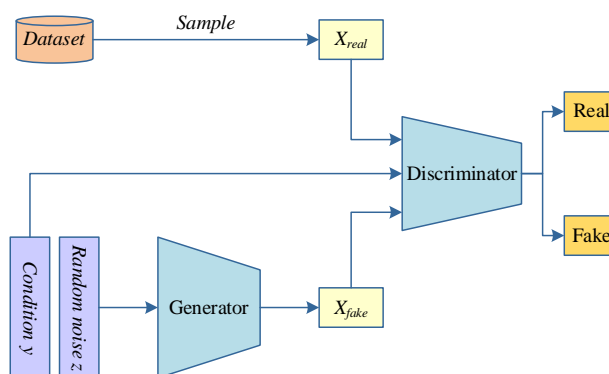 Sample
Dataset
X_real
Real
Discriminator
Fake
Condition y
Random noise z
Generator
X_fake